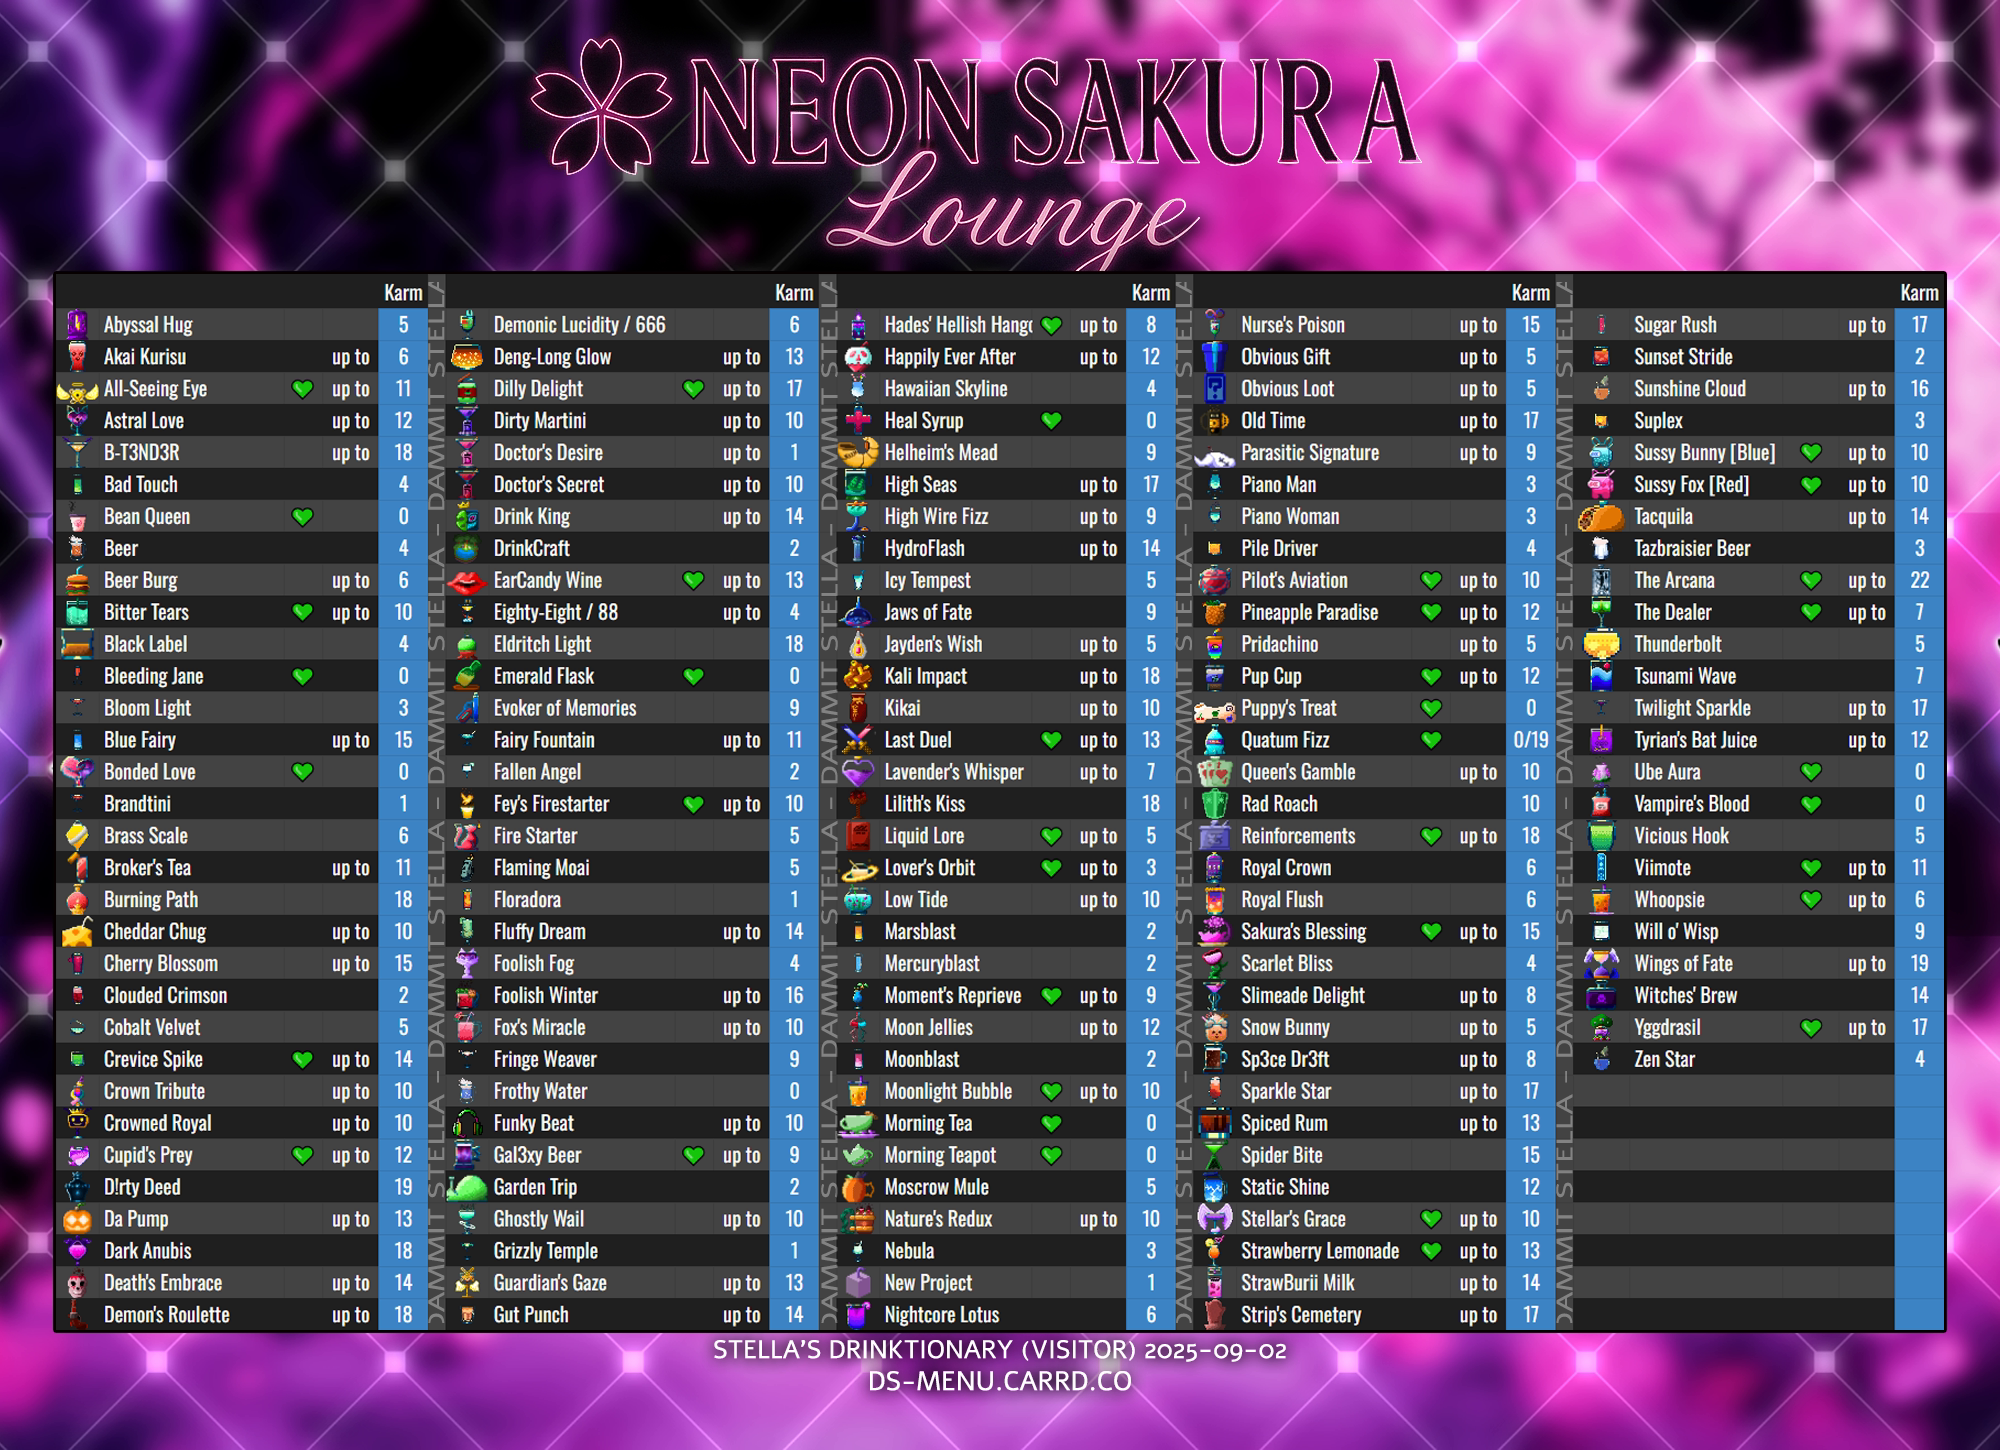 NEON SAKURA
Lounge
Karm
Abyssal Hug 5
Akai Kurisu up to 6
All-Seeing Eye up to 11
Astral Love up to 12
B-T3ND3R up to 18
Bad Touch 4
Bean Queen 0
Beer 4
Beer Burg up to 6
Bitter Tears up to 10
Black Label 4
Bleeding Jane 0
Bloom Light 3
Blue Fairy up to 15
Bonded Love 0
Brandtini 1
Brass Scale 6
Broker's Tea up to 11
Burning Path 18
Cheddar Chug up to 10
Cherry Blossom up to 15
Clouded Crimson 2
Cobalt Velvet 5
Crevice Spike up to 14
Crown Tribute up to 10
Crowned Royal up to 10
Cupid's Prey up to 12
D!rty Deed 19
Da Pump up to 13
Dark Anubis 18
Death's Embrace up to 14
Demon's Roulette up to 18
Karm
Demonic Lucidity / 666 6
Deng-Long Glow up to 13
Dilly Delight up to 17
Dirty Martini up to 10
Doctor's Desire up to 1
Doctor's Secret up to 10
Drink King up to 14
DrinkCraft 2
EarCandy Wine up to 13
Eighty-Eight / 88 up to 4
Eldritch Light 18
Emerald Flask 0
Evoker of Memories 9
Fairy Fountain up to 11
Fallen Angel 2
Fey's Firestarter up to 10
Fire Starter 5
Flaming Moai 5
Floradora 1
Fluffy Dream up to 14
Foolish Fog 4
Foolish Winter up to 16
Fox's Miracle up to 10
Fringe Weaver 9
Frothy Water 0
Funky Beat up to 10
Gal3xy Beer up to 9
Garden Trip 2
Ghostly Wail up to 10
Grizzly Temple 1
Guardian's Gaze up to 13
Gut Punch up to 14
Karm
Hades' Hellish Hang up to 8
Happily Ever After up to 12
Hawaiian Skyline 4
Heal Syrup 0
Helheim's Mead 9
High Seas up to 17
High Wire Fizz up to 9
HydroFlash up to 14
Icy Tempest 5
Jaws of Fate 9
Jayden's Wish up to 5
Kali Impact up to 18
Kikai up to 10
Last Duel up to 13
Lavender's Whisper up to 7
Lilith's Kiss 18
Liquid Lore up to 5
Lover's Orbit up to 3
Low Tide up to 10
Marsblast 2
Mercuryblast 2
Moment's Reprieve up to 9
Moon Jellies up to 12
Moonblast 2
Moonlight Bubble up to 10
Morning Tea 0
Morning Teapot 0
Moscrow Mule 5
Nature's Redux up to 10
Nebula 3
New Project 1
Nightcore Lotus 6
Karm
Nurse's Poison up to 15
Obvious Gift up to 5
Obvious Loot up to 5
Old Time up to 17
Parasitic Signature up to 9
Piano Man 3
Piano Woman 3
Pile Driver 4
Pilot's Aviation up to 10
Pineapple Paradise up to 12
Pridachino up to 5
Pup Cup up to 12
Puppy's Treat 0
Quatum Fizz 0/19
Queen's Gamble up to 10
Rad Roach 10
Reinforcements up to 18
Royal Crown 6
Royal Flush 6
Sakura's Blessing up to 15
Scarlet Bliss 4
Slimeade Delight up to 8
Snow Bunny up to 5
Sp3ce Dr3ft up to 8
Sparkle Star up to 17
Spiced Rum up to 13
Spider Bite 15
Static Shine 12
Stellar's Grace up to 10
Strawberry Lemonade up to 13
StrawBurii Milk up to 14
Strip's Cemetery up to 17
Karm
Sugar Rush up to 17
Sunset Stride 2
Sunshine Cloud up to 16
Suplex 3
Sussy Bunny [Blue] up to 10
Sussy Fox [Red] up to 10
Tacquila up to 14
Tazbraisier Beer 3
The Arcana up to 22
The Dealer up to 7
Thunderbolt 5
Tsunami Wave 7
Twilight Sparkle up to 17
Tyrian's Bat Juice up to 12
Ube Aura 0
Vampire's Blood 0
Vicious Hook 5
Viimote up to 11
Whoopsie up to 6
Will o' Wisp 9
Wings of Fate up to 19
Witches' Brew 14
Yggdrasil up to 17
Zen Star 4
DAMMIT STELLA - DAMMIT STELLA - DAMMIT STELLA
DAMMIT STELLA - DAMMIT STELLA - DAMMIT STELLA
DAMMIT STELLA - DAMMIT STELLA - DAMMIT STELLA
DAMMIT STELLA - DAMMIT STELLA - DAMMIT STELLA
STELLA'S DRINKTIONARY (VISITOR) 2025-09-02
DS-MENU.CARRD.CO